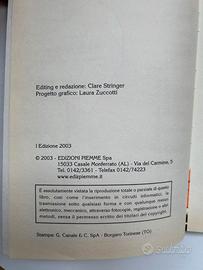 Editing e redazione: Clare Stringer
Progetto grafico: Laura Zuccotti
I Edizione 2003
© 2003 - EDIZIONI PIEMME Spa
15033 Casale Monferrato (AL) - Via del Carmine, 5
Tel. 0142/3361 - Telefax 0142/74223
www.edizpiemme.it
È assolutamente vietata la riproduzione totale o parziale di questo
libro, così come l'inserimento in circuiti informatici, la
trasmissione sotto qualsiasi forma e con qualunque mezzo
elettronico, meccanico, attraverso fotocopie, registrazione o altri
metodi, senza il permesso scritto dei titolari del copyright.
Stampa: G. Canale & C. SpA - Borgaro Torinese (TO)
subito